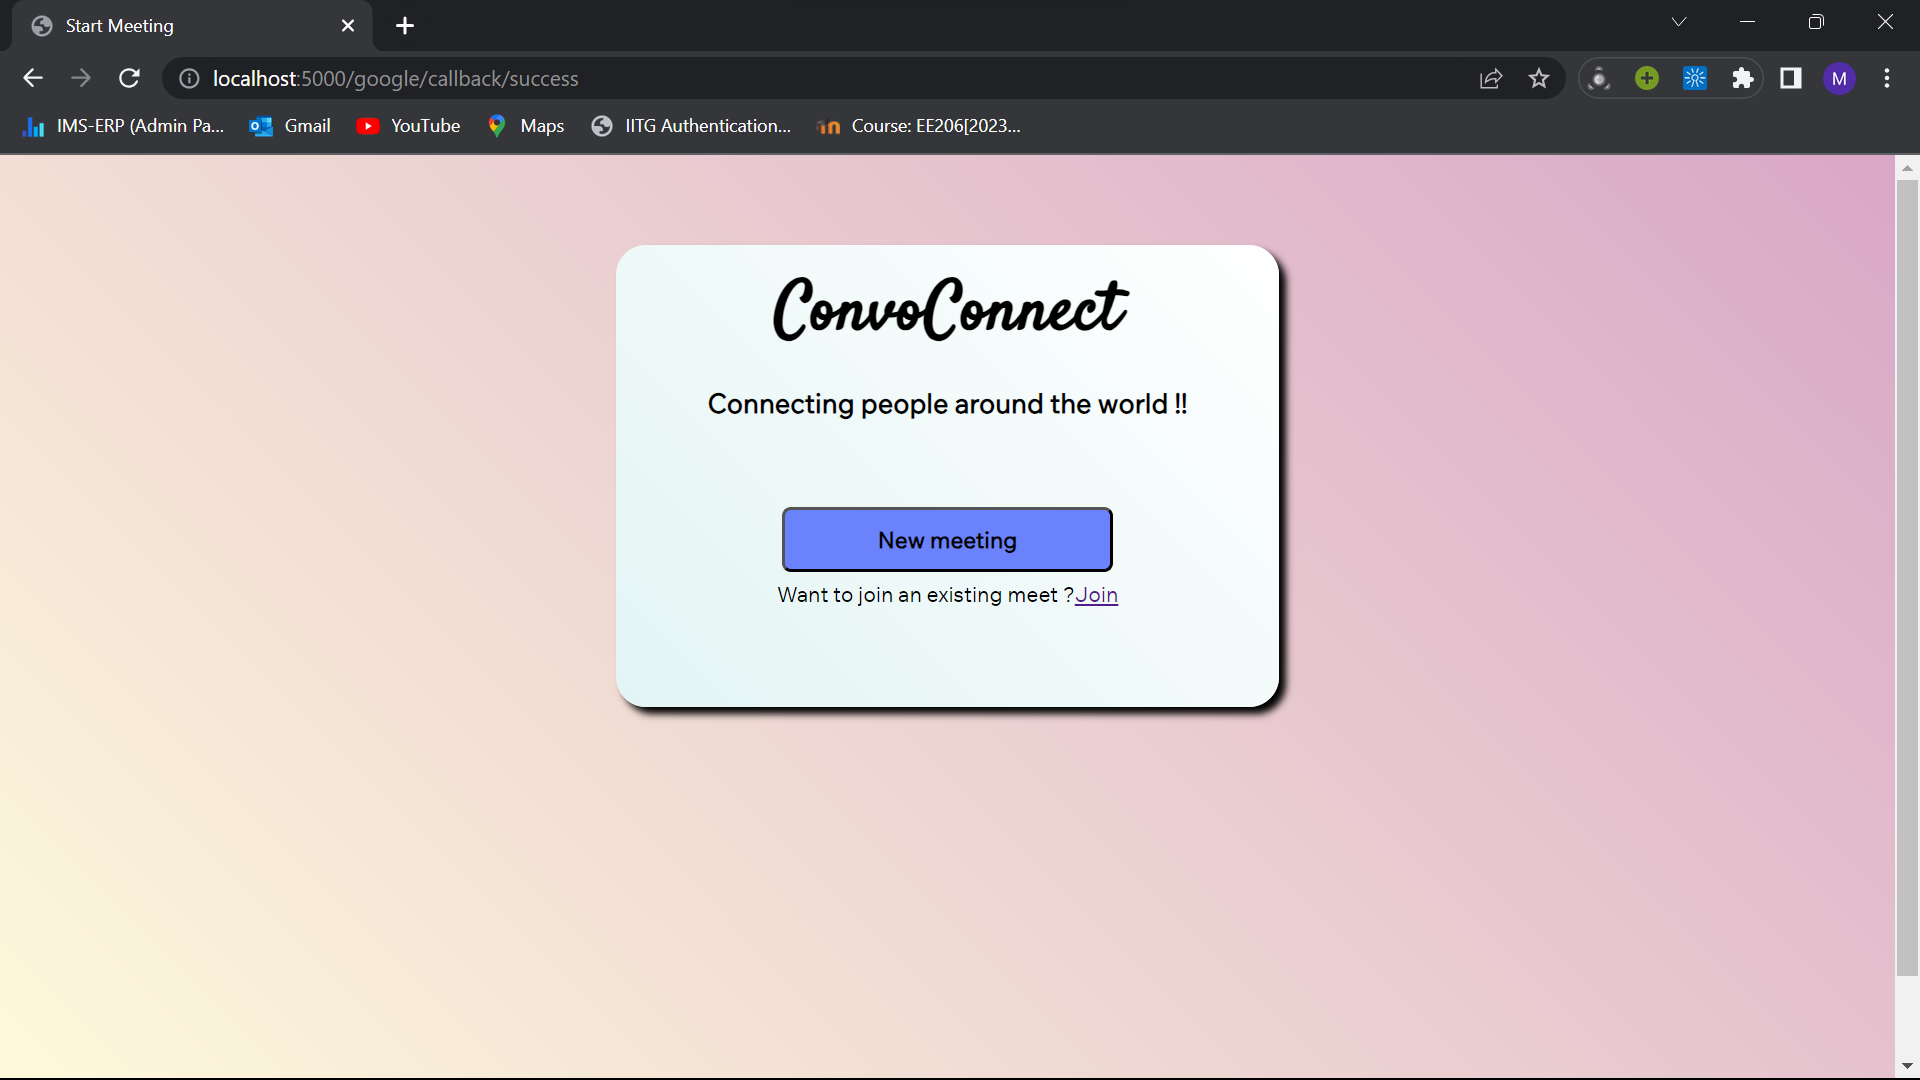 Start Meeting
localhost:5000/google/callback/success
M
IMS-ERP (Admin Pa...
Gmail
YouTube
Maps
IITG Authentication...
Course: EE206[2023...
ConvoConnect
Connecting people around the world !!
New meeting
Want to join an existing meet ?Join